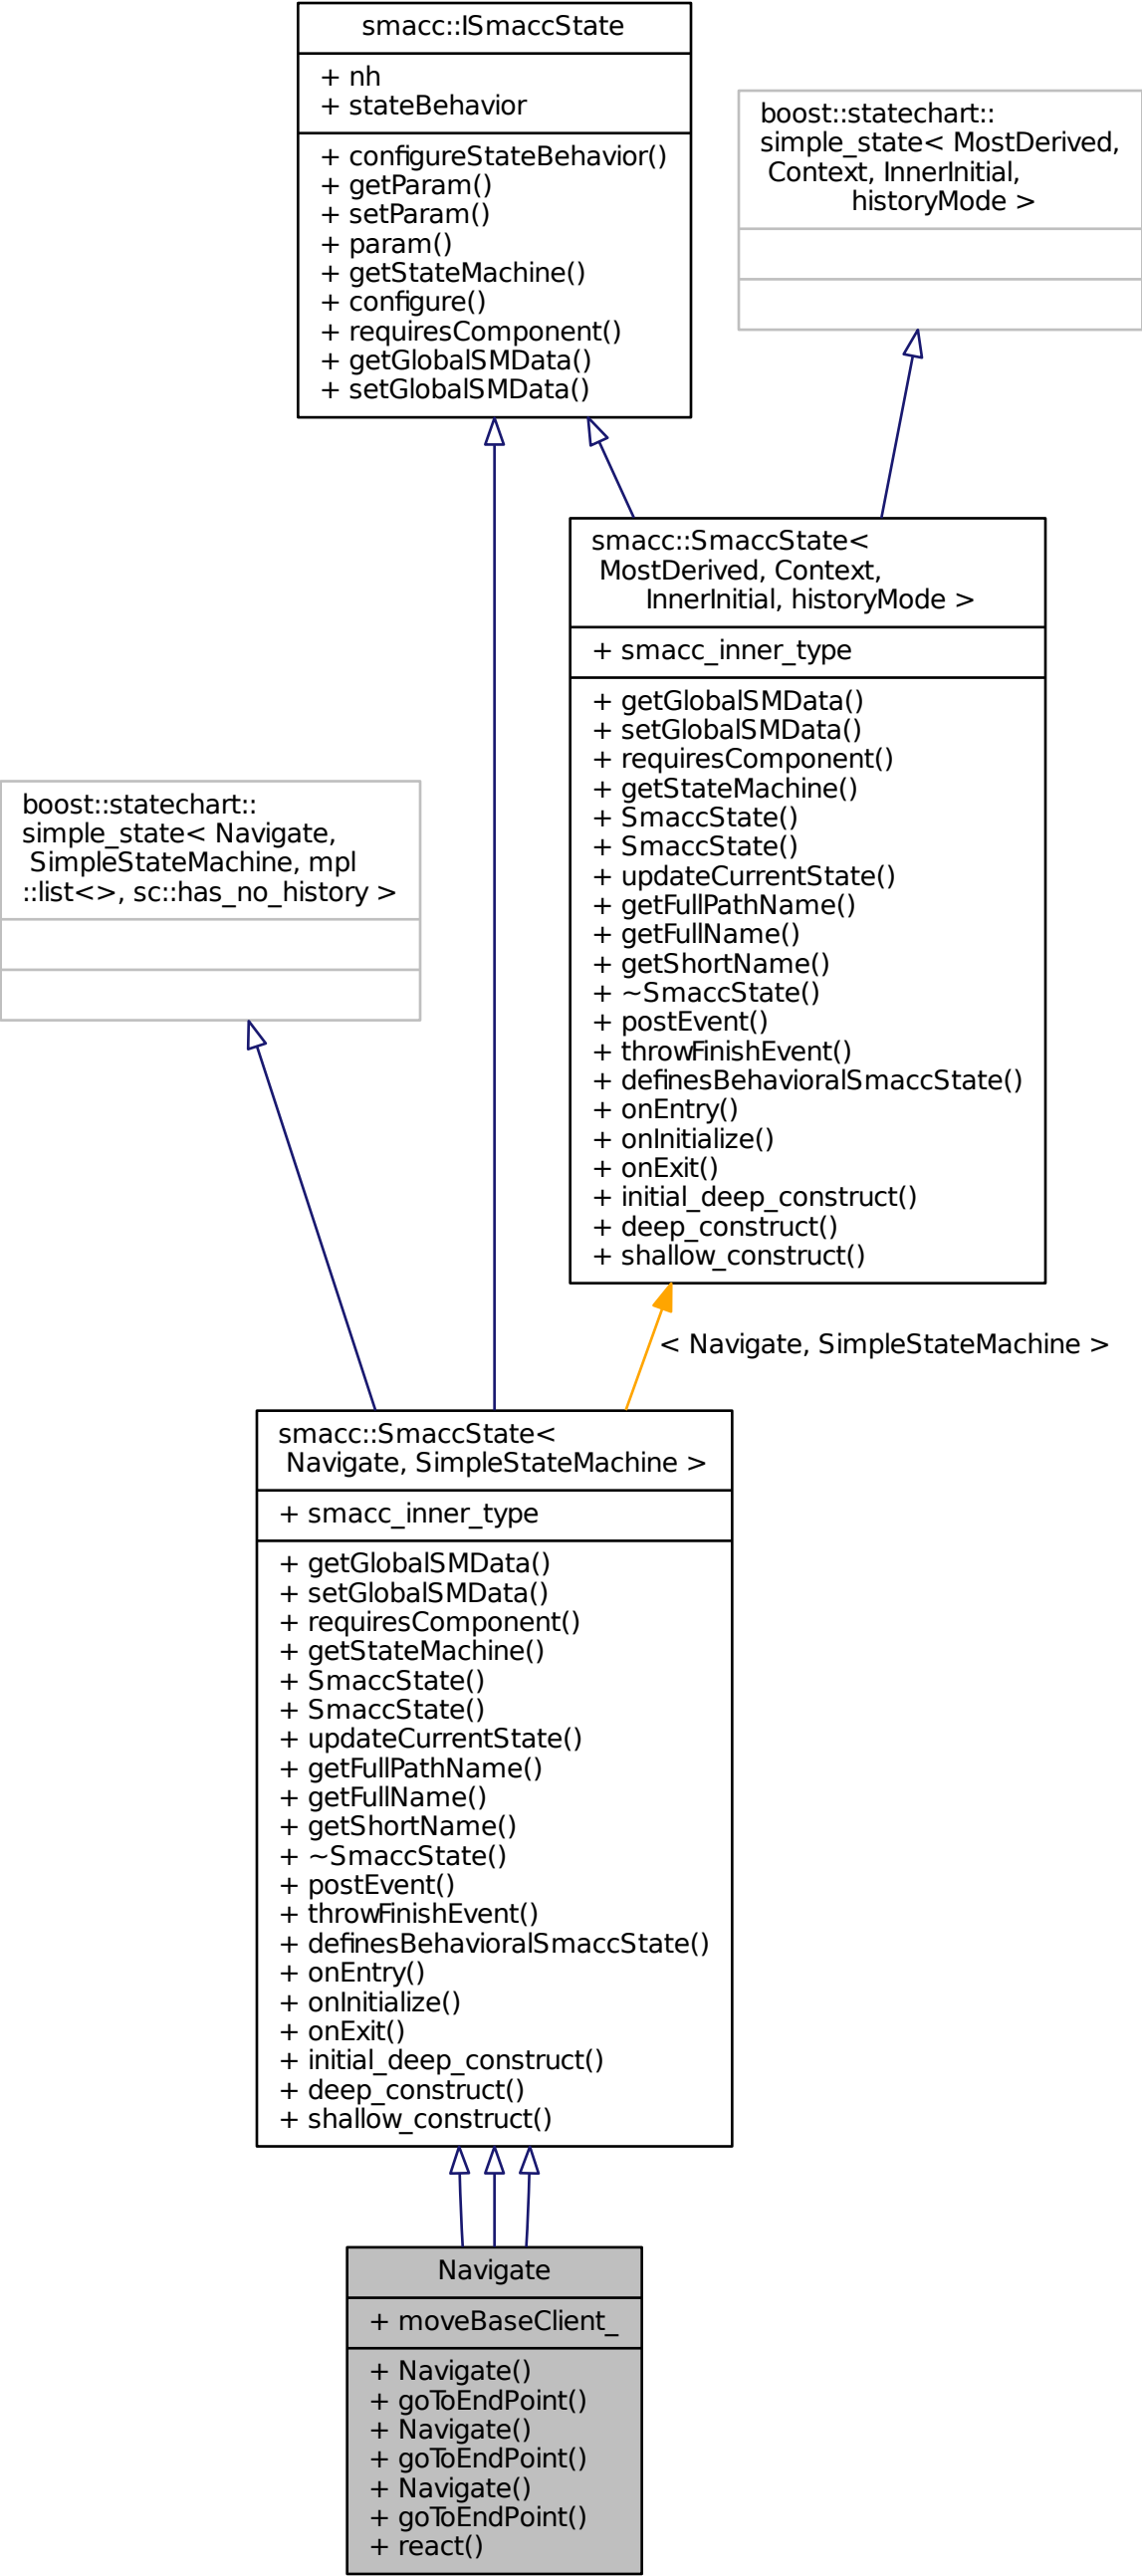 smacc::ISmaccState
+ nh
+ stateBehavior
+ configureStateBehavior()
+ getParam()
+ setParam()
+ param()
+ getStateMachine()
+ configure()
+ requiresComponent()
+ getGlobalSMData()
+ setGlobalSMData()
boost::statechart::
simple_state< MostDerived,
Context, InnerInitial,
historyMode >
smacc::SmaccState<
MostDerived, Context,
InnerInitial, historyMode >
+ smacc_inner_type
+ getGlobalSMData()
+ setGlobalSMData()
+ requiresComponent()
+ getStateMachine()
+ SmaccState()
+ SmaccState()
+ updateCurrentState()
+ getFullPathName()
+ getFullName()
+ getShortName()
+ ~SmaccState()
+ postEvent()
+ throwFinishEvent()
+ definesBehavioralSmaccState()
+ onEntry()
+ onInitialize()
+ onExit()
+ initial_deep_construct()
+ deep_construct()
+ shallow_construct()
boost::statechart::
simple_state< Navigate,
SimpleStateMachine, mpl
::list<>, sc::has_no_history >
< Navigate, SimpleStateMachine >
smacc::SmaccState<
Navigate, SimpleStateMachine >
+ smacc_inner_type
+ getGlobalSMData()
+ setGlobalSMData()
+ requiresComponent()
+ getStateMachine()
+ SmaccState()
+ SmaccState()
+ updateCurrentState()
+ getFullPathName()
+ getFullName()
+ getShortName()
+ ~SmaccState()
+ postEvent()
+ throwFinishEvent()
+ definesBehavioralSmaccState()
+ onEntry()
+ onInitialize()
+ onExit()
+ initial_deep_construct()
+ deep_construct()
+ shallow_construct()
Navigate
+ moveBaseClient_
+ Navigate()
+ goToEndPoint()
+ Navigate()
+ goToEndPoint()
+ Navigate()
+ goToEndPoint()
+ react()